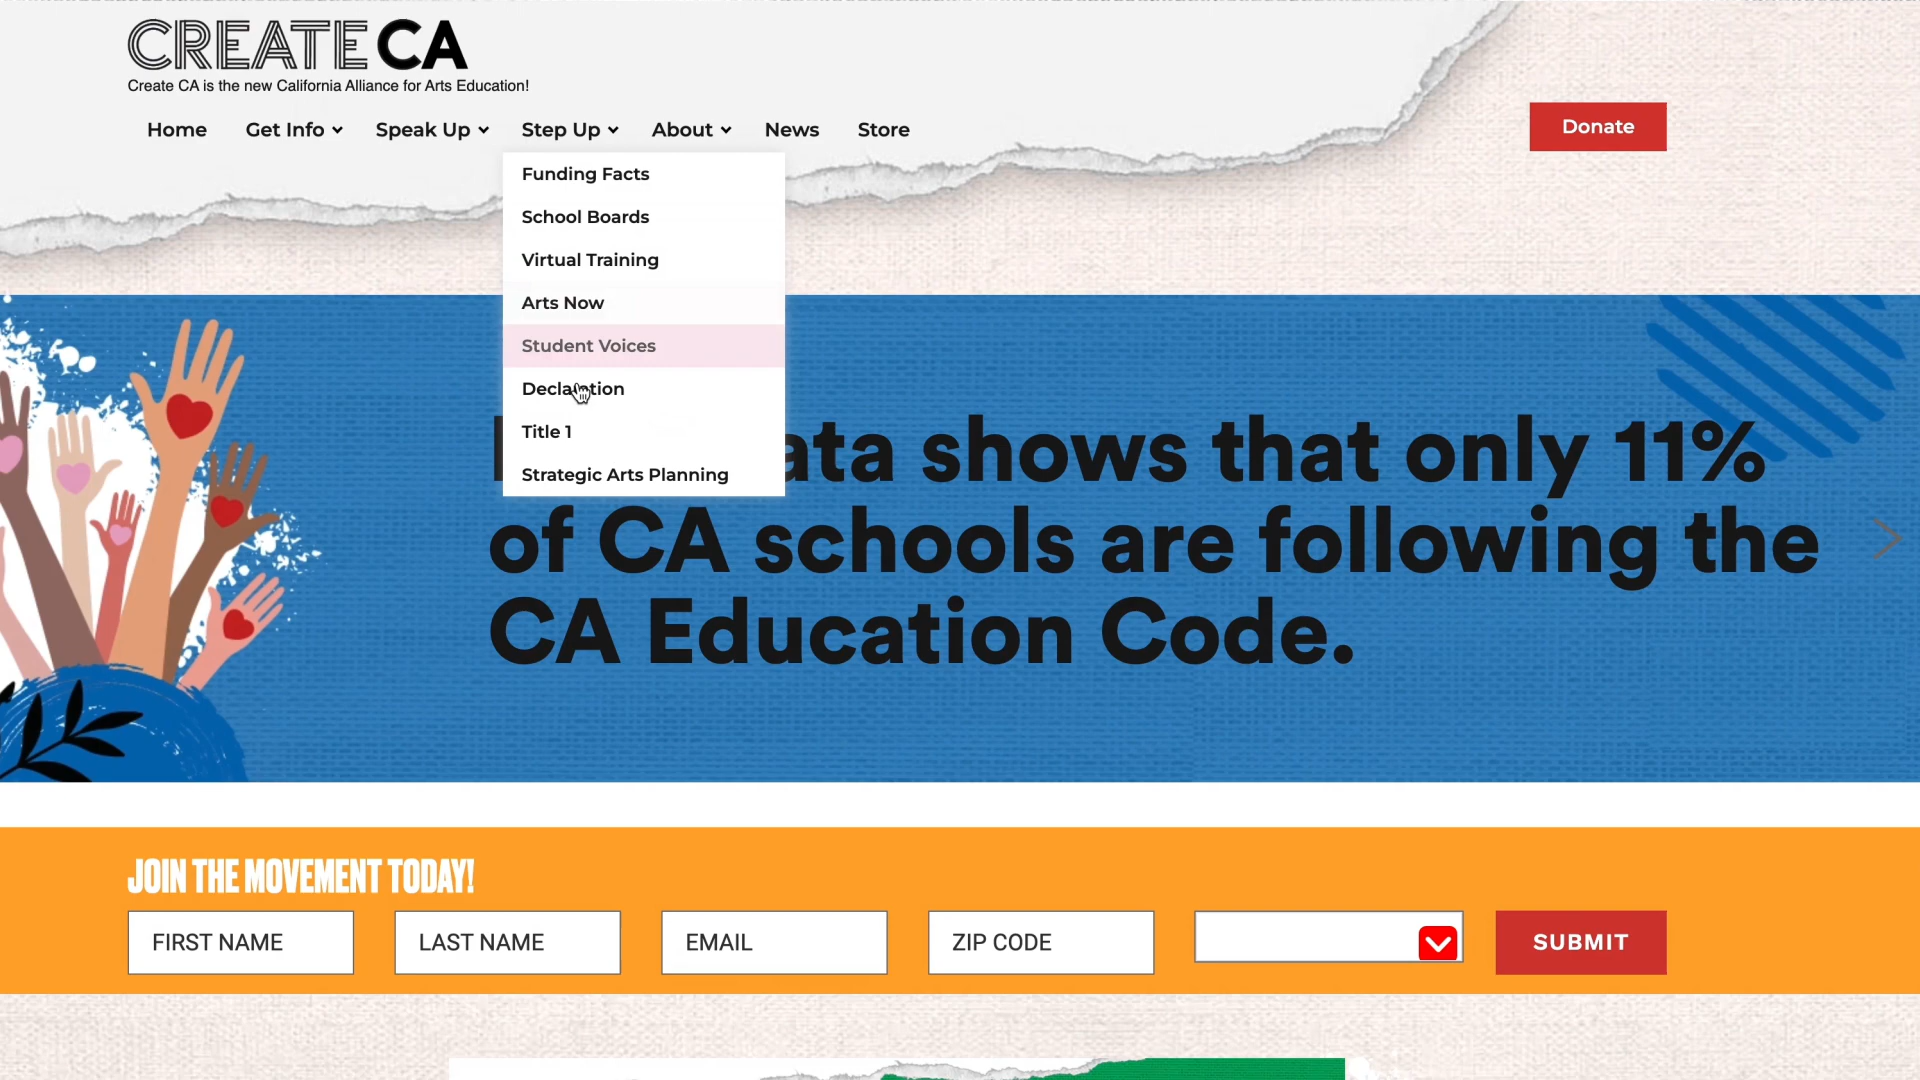 CREATE CA
Create CA is the new California Alliance for Arts Education!
Home Get Info Speak Up Step Up About News Store
Donate
Funding Facts
School Boards
Virtual Training
Arts Now
Student Voices
Declaration
Title 1
Strategic Arts Planning
shows that only 11%
of CA schools are following the
CA Education Code.
JOIN THE MOVEMENT TODAY!
FIRST NAME LAST NAME EMAIL ZIP CODE SUBMIT